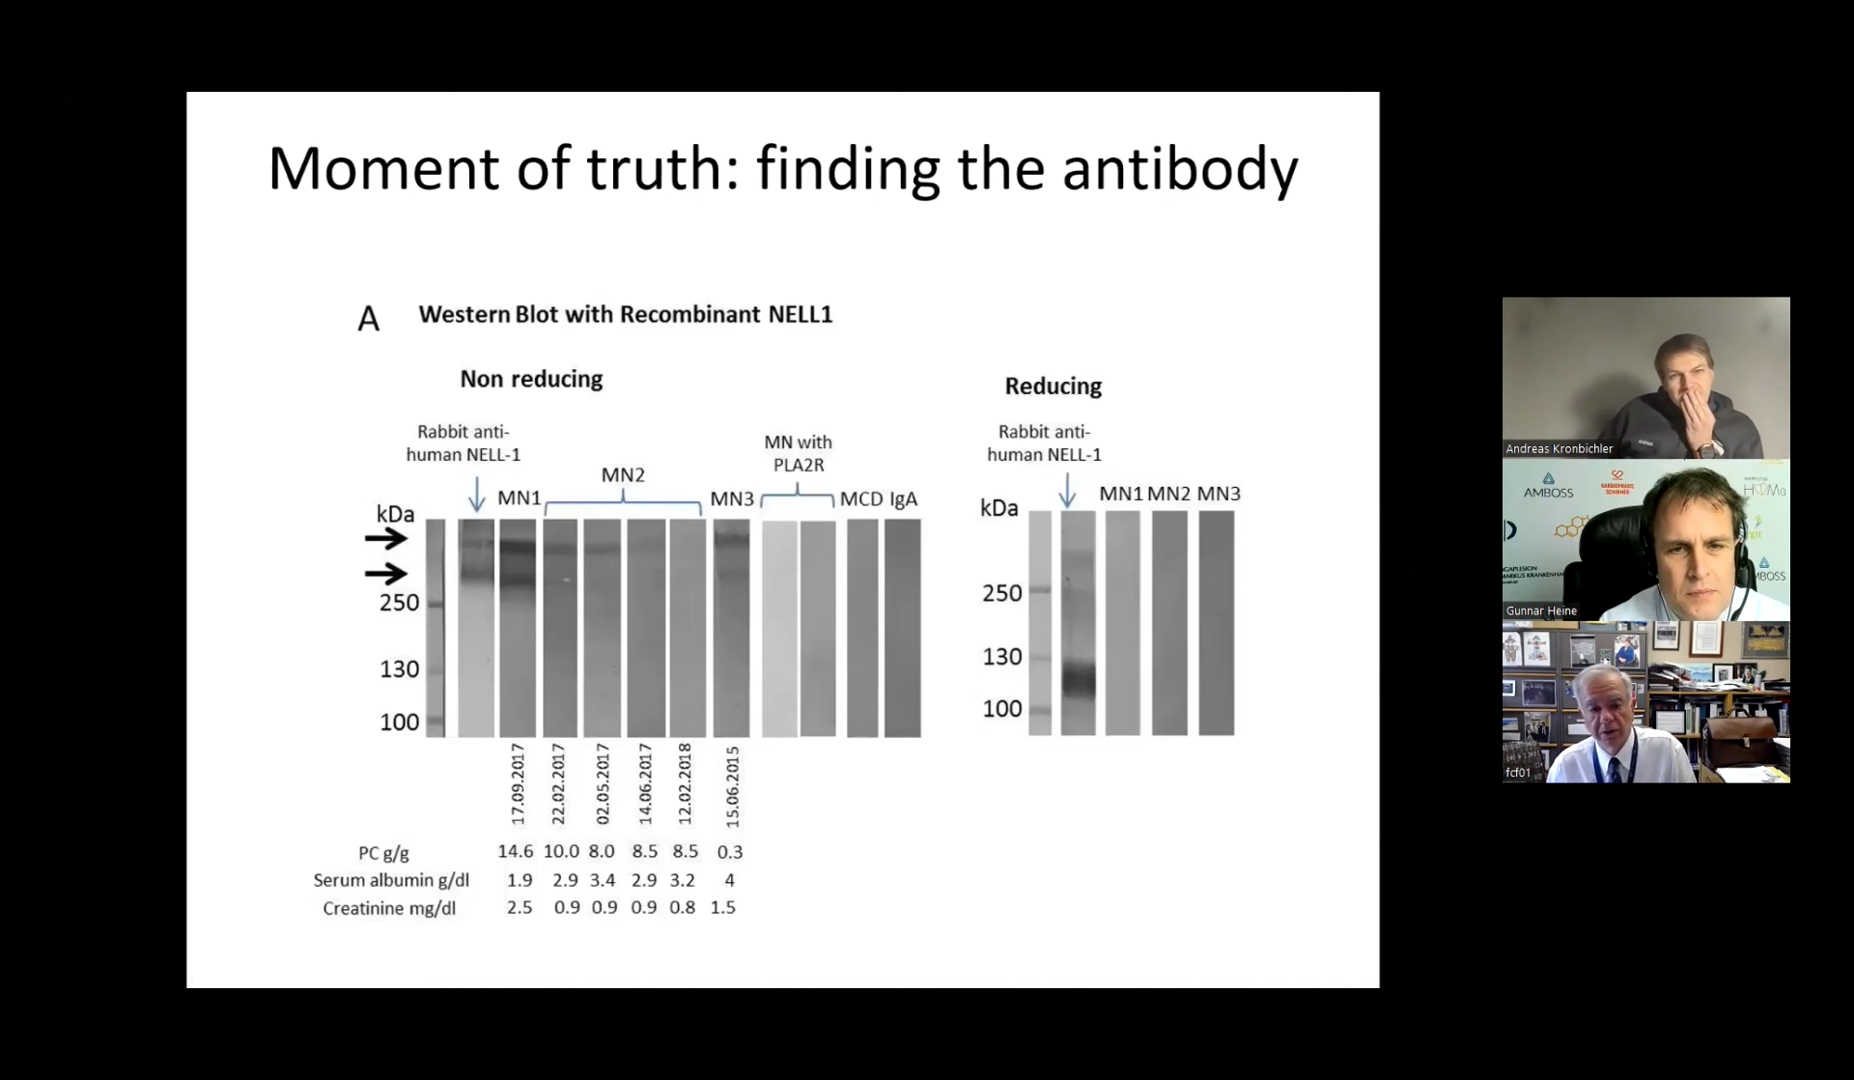 Moment of truth: finding the antibody
A Western Blot with Recombinant NELL1
Non reducing
Reducing
Rabbit anti-
human NELL-1
MN1
MN2
MN3
MN with
PLA2R
MCD IgA
kDa
250
130
100
17.09.2017
22.02.2017
02.05.2017
14.06.2017
12.02.2018
15.06.2015
PC g/g 14.6 10.0 8.0 8.5 8.5 0.3
Serum albumin g/dl 1.9 2.9 3.4 2.9 3.2 4
Creatinine mg/dl 2.5 0.9 0.9 0.9 0.8 1.5
Rabbit anti-
human NELL-1
kDa
MN1 MN2 MN3
250
130
100
Andreas Kronbichler
AMBOSS
AMBOSS
Gunnar Heine
fcf01